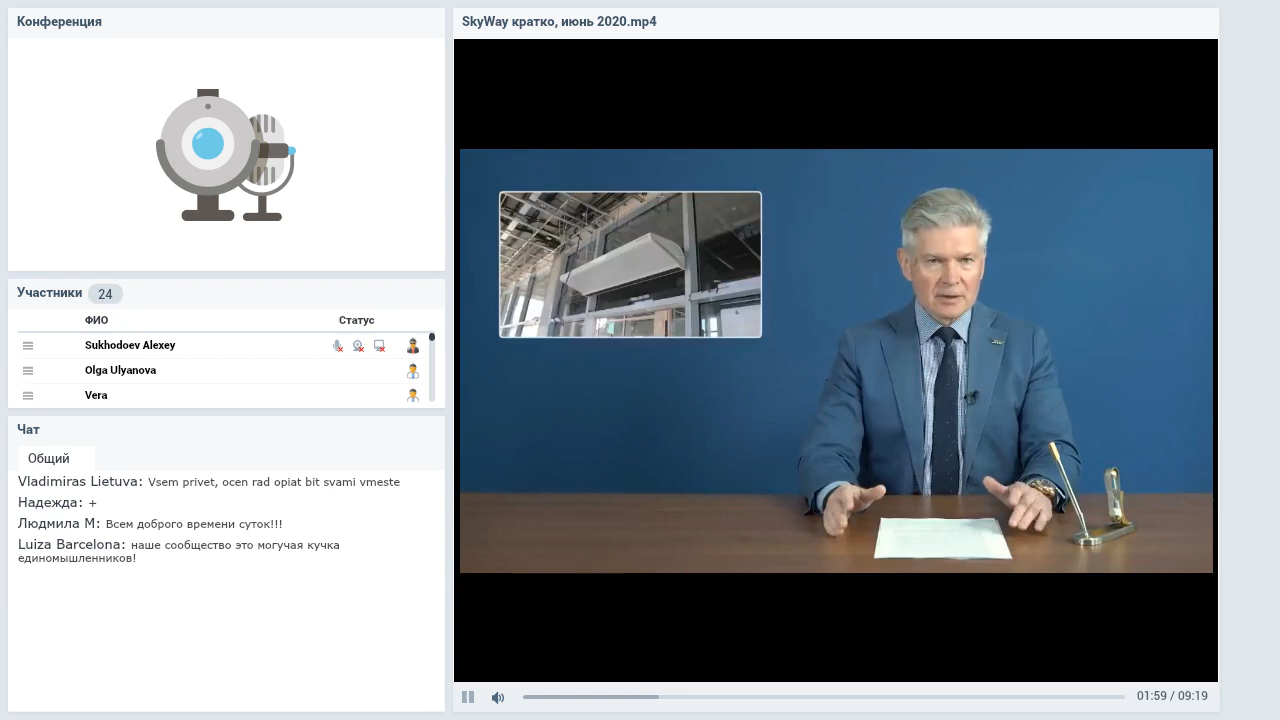 Конференция
SkyWay кратко, июнь 2020.mp4
Участники 24
ФИО Статус
Sukhodoev Alexey
Olga Ulyanova
Vera
Чат
Общий
Vladimiras Lietuva: Vsem privet, ocen rad opiat bit svami vmeste
Надежда: +
Людмила М: Всем доброго времени суток!!!
Luiza Barcelona: наше сообщество это могучая кучка
единомышленников!
01:59 / 09:19